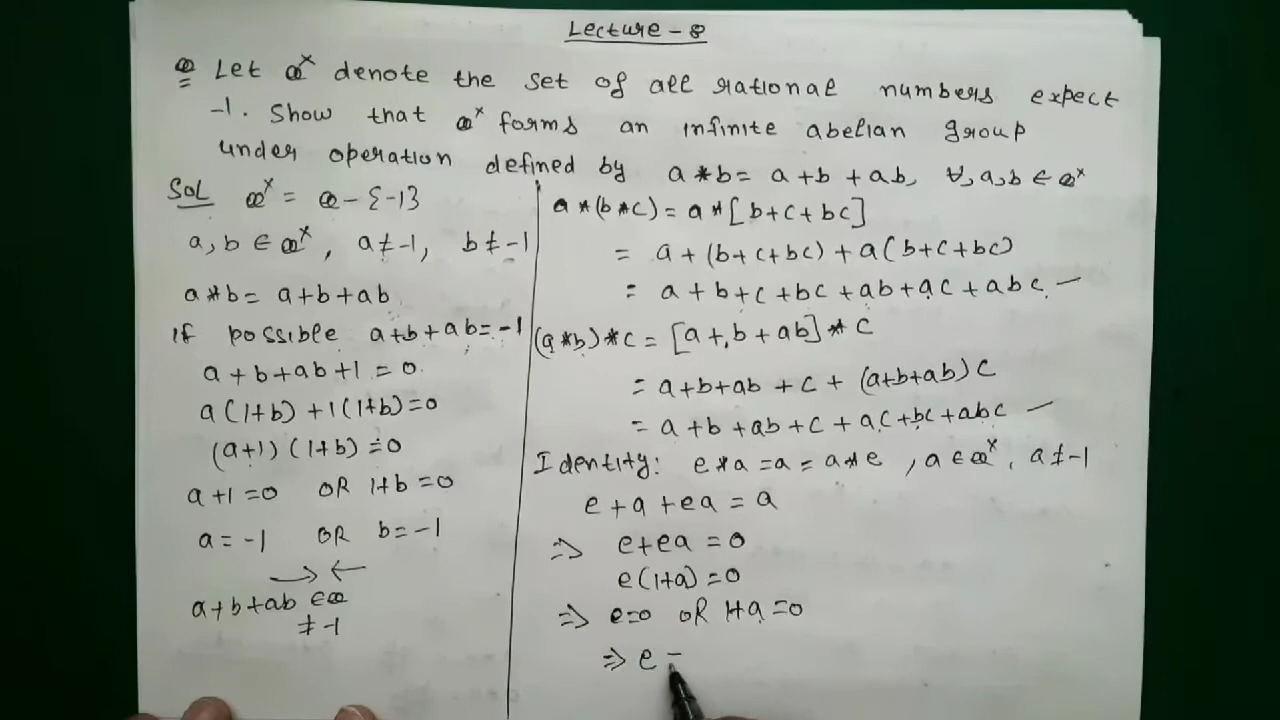 Lecture - 8
Q Let Q^x denote the set of all rational numbers expect
-1. Show that Q^x forms an infinite abelian group
under operation defined by a * b = a + b + ab, ∀, a, b ∈ Q^x
Sol Q^x = Q - {-1}
a, b ∈ Q^x, a ≠ -1, b ≠ -1
a * b = a + b + ab
if possible a + b + ab = -1
a + b + ab + 1 = 0.
a(1+b) + 1(1+b) = 0
(a+1)(1+b) = 0
a + 1 = 0 OR 1+b = 0
a = -1 OR b = -1
→ ←
a + b + ab ∈ Q
≠ -1
a * (b * c) = a * [b + c + bc]
= a + (b + c + bc) + a(b + c + bc)
= a + b + c + bc + ab + ac + abc. —
(a * b) * c = [a + b + ab] * c
= a + b + ab + c + (a+b+ab) c
= a + b + ab + c + ac + bc + abc —
Identity: e * a = a = a * e , a ∈ Q^x, a ≠ -1
e + a + ea = a
⇒ e + ea = 0
e(1+a) = 0
⇒ e = 0 OR 1+a = 0
⇒ e -